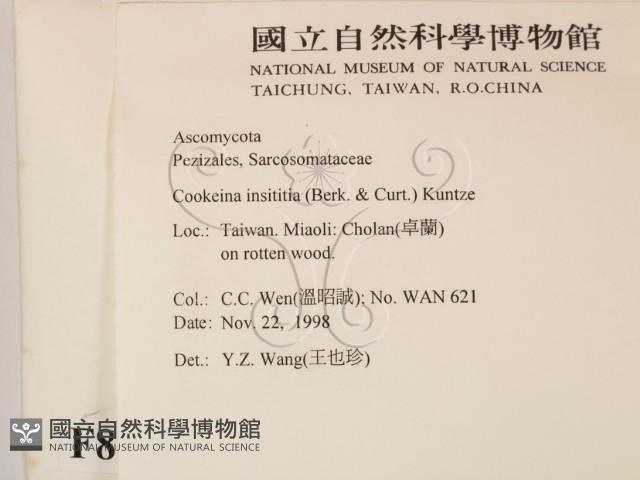 國立自然科學博物館
NATIONAL MUSEUM OF NATURAL SCIENCE
TAICHUNG, TAIWAN, R.O.CHINA
Ascomycota
Pezizales, Sarcosomataceae
Cookeina insititia (Berk. & Curt.) Kuntze
Loc.: Taiwan. Miaoli: Cholan(卓蘭)
on rotten wood.
Col.: C.C. Wen(溫昭誠); No. WAN 621
Date: Nov. 22, 1998
Det.: Y.Z. Wang(王也珍)
國立自然科學博物館
NATIONAL MUSEUM OF NATURAL SCIENCE
F8